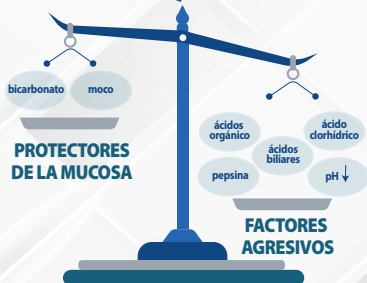 bicarbonato
moco
PROTECTORES
DE LA MUCOSA
ácidos
orgánico
ácido
clorhídrico
ácidos
biliares
pepsina
pH ↓
FACTORES
AGRESIVOS